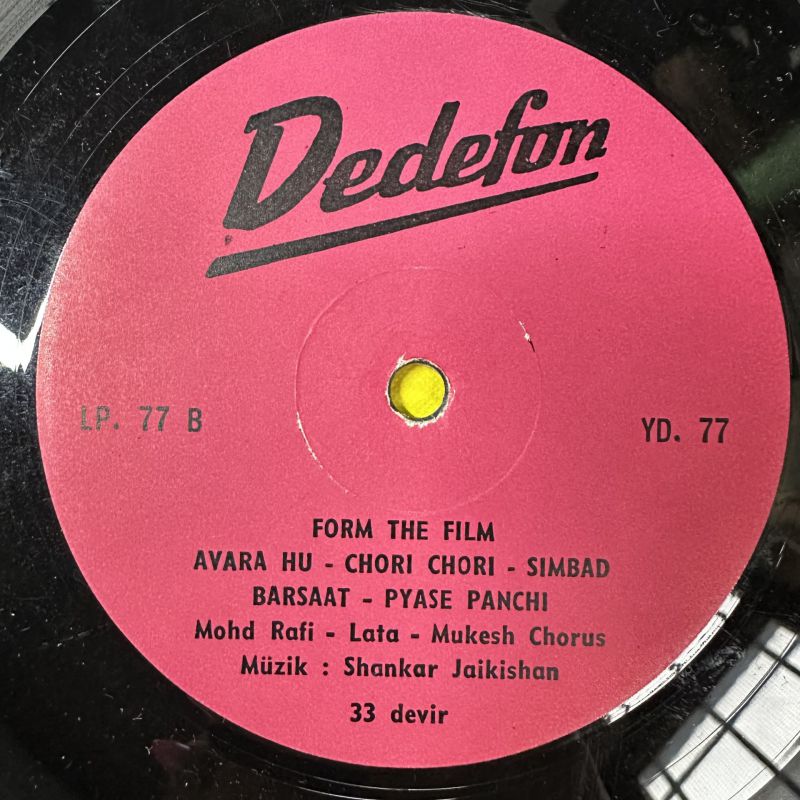 Dedefon
LP. 77 B
YD. 77
FORM THE FILM
AVARA HU - CHORI CHORI - SIMBAD
BARSAAT - PYASE PANCHI
Mohd Rafi - Lata - Mukesh Chorus
Müzik : Shankar Jaikishan
33 devir